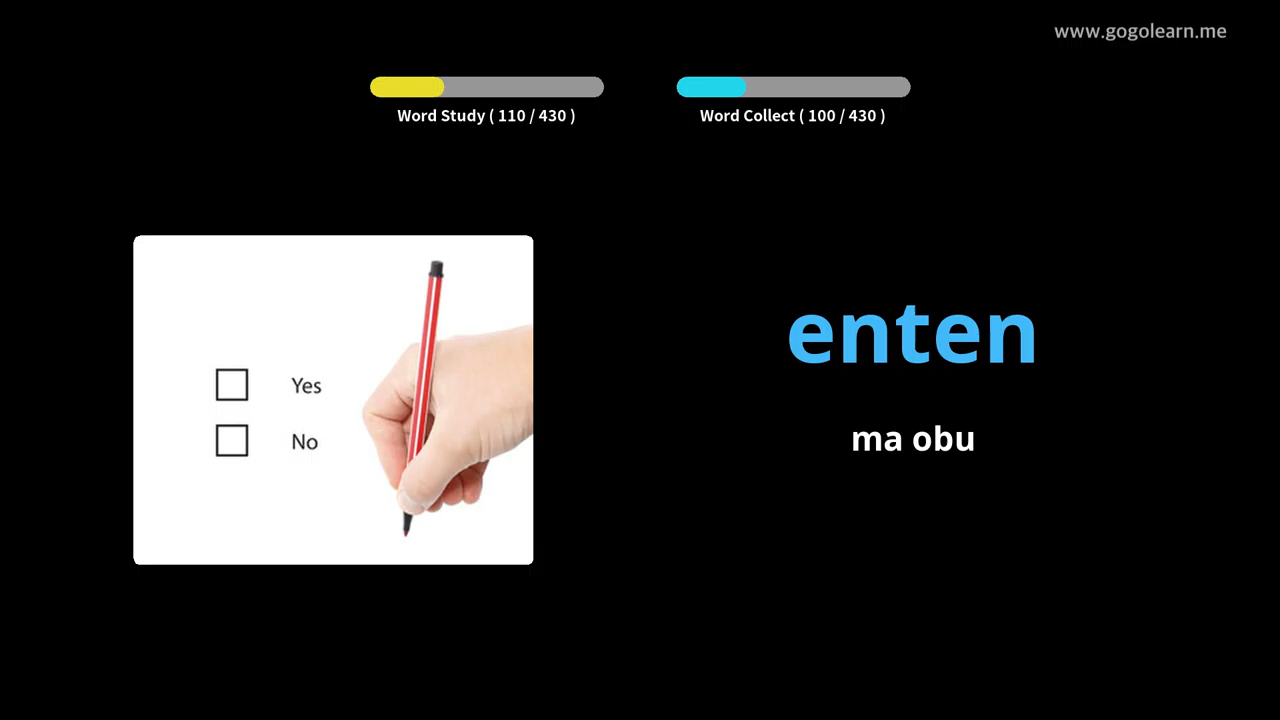 www.gogolearn.me
Word Study ( 110 / 430 )
Word Collect ( 100 / 430 )
Yes
No
enten
ma obu